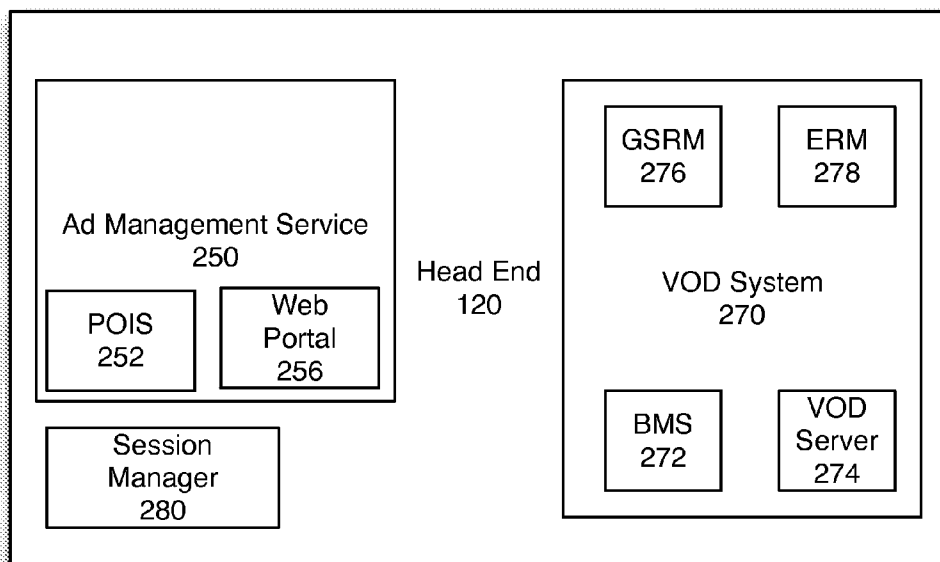 Ad Management Service
250
POIS
252
Web
Portal
256
Session
Manager
280
Head End
120
GSRM
276
ERM
278
VOD System
270
BMS
272
VOD
Server
274